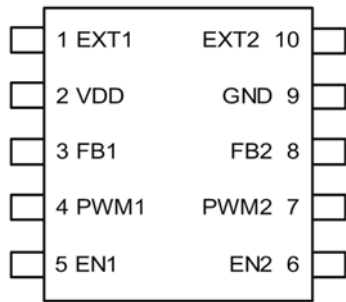 1 EXT1 EXT2 10
2 VDD GND 9
3 FB1 FB2 8
4 PWM1 PWM2 7
5 EN1 EN2 6